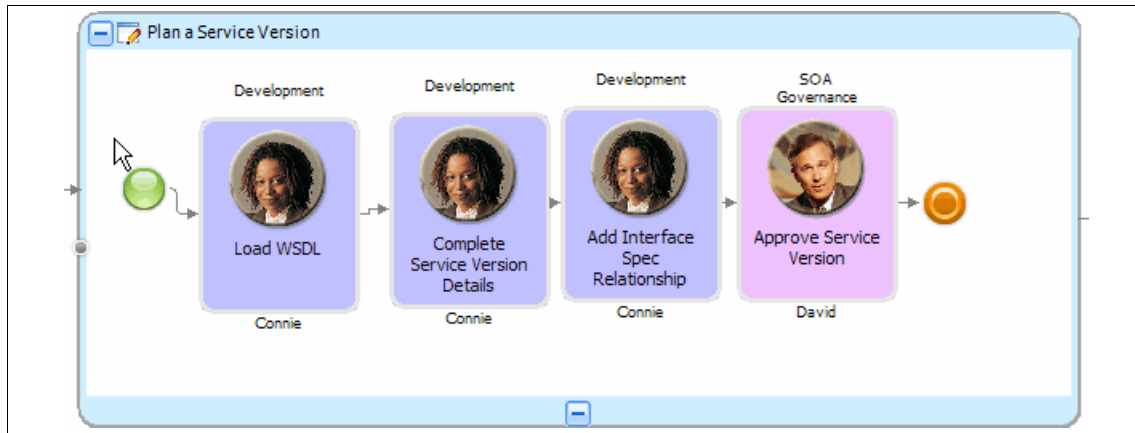 Plan a Service Version
Development
Development
Development
SOA
Governance
Load WSDL
Complete
Service Version
Details
Add Interface
Spec
Relationship
Approve Service
Version
Connie
Connie
Connie
David